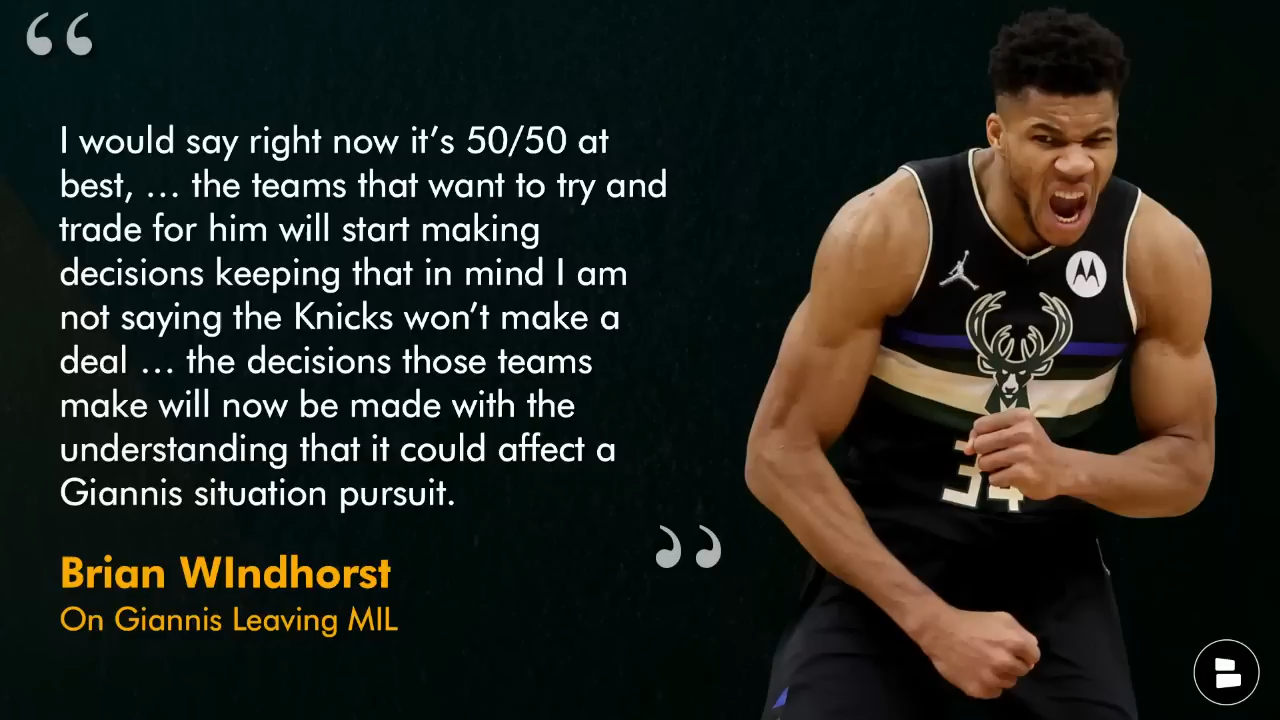 I would say right now it’s 50/50 at
best, … the teams that want to try and
trade for him will start making
decisions keeping that in mind I am
not saying the Knicks won’t make a
deal … the decisions those teams
make will now be made with the
understanding that it could affect a
Giannis situation pursuit.
Brian WIndhorst
On Giannis Leaving MIL
34